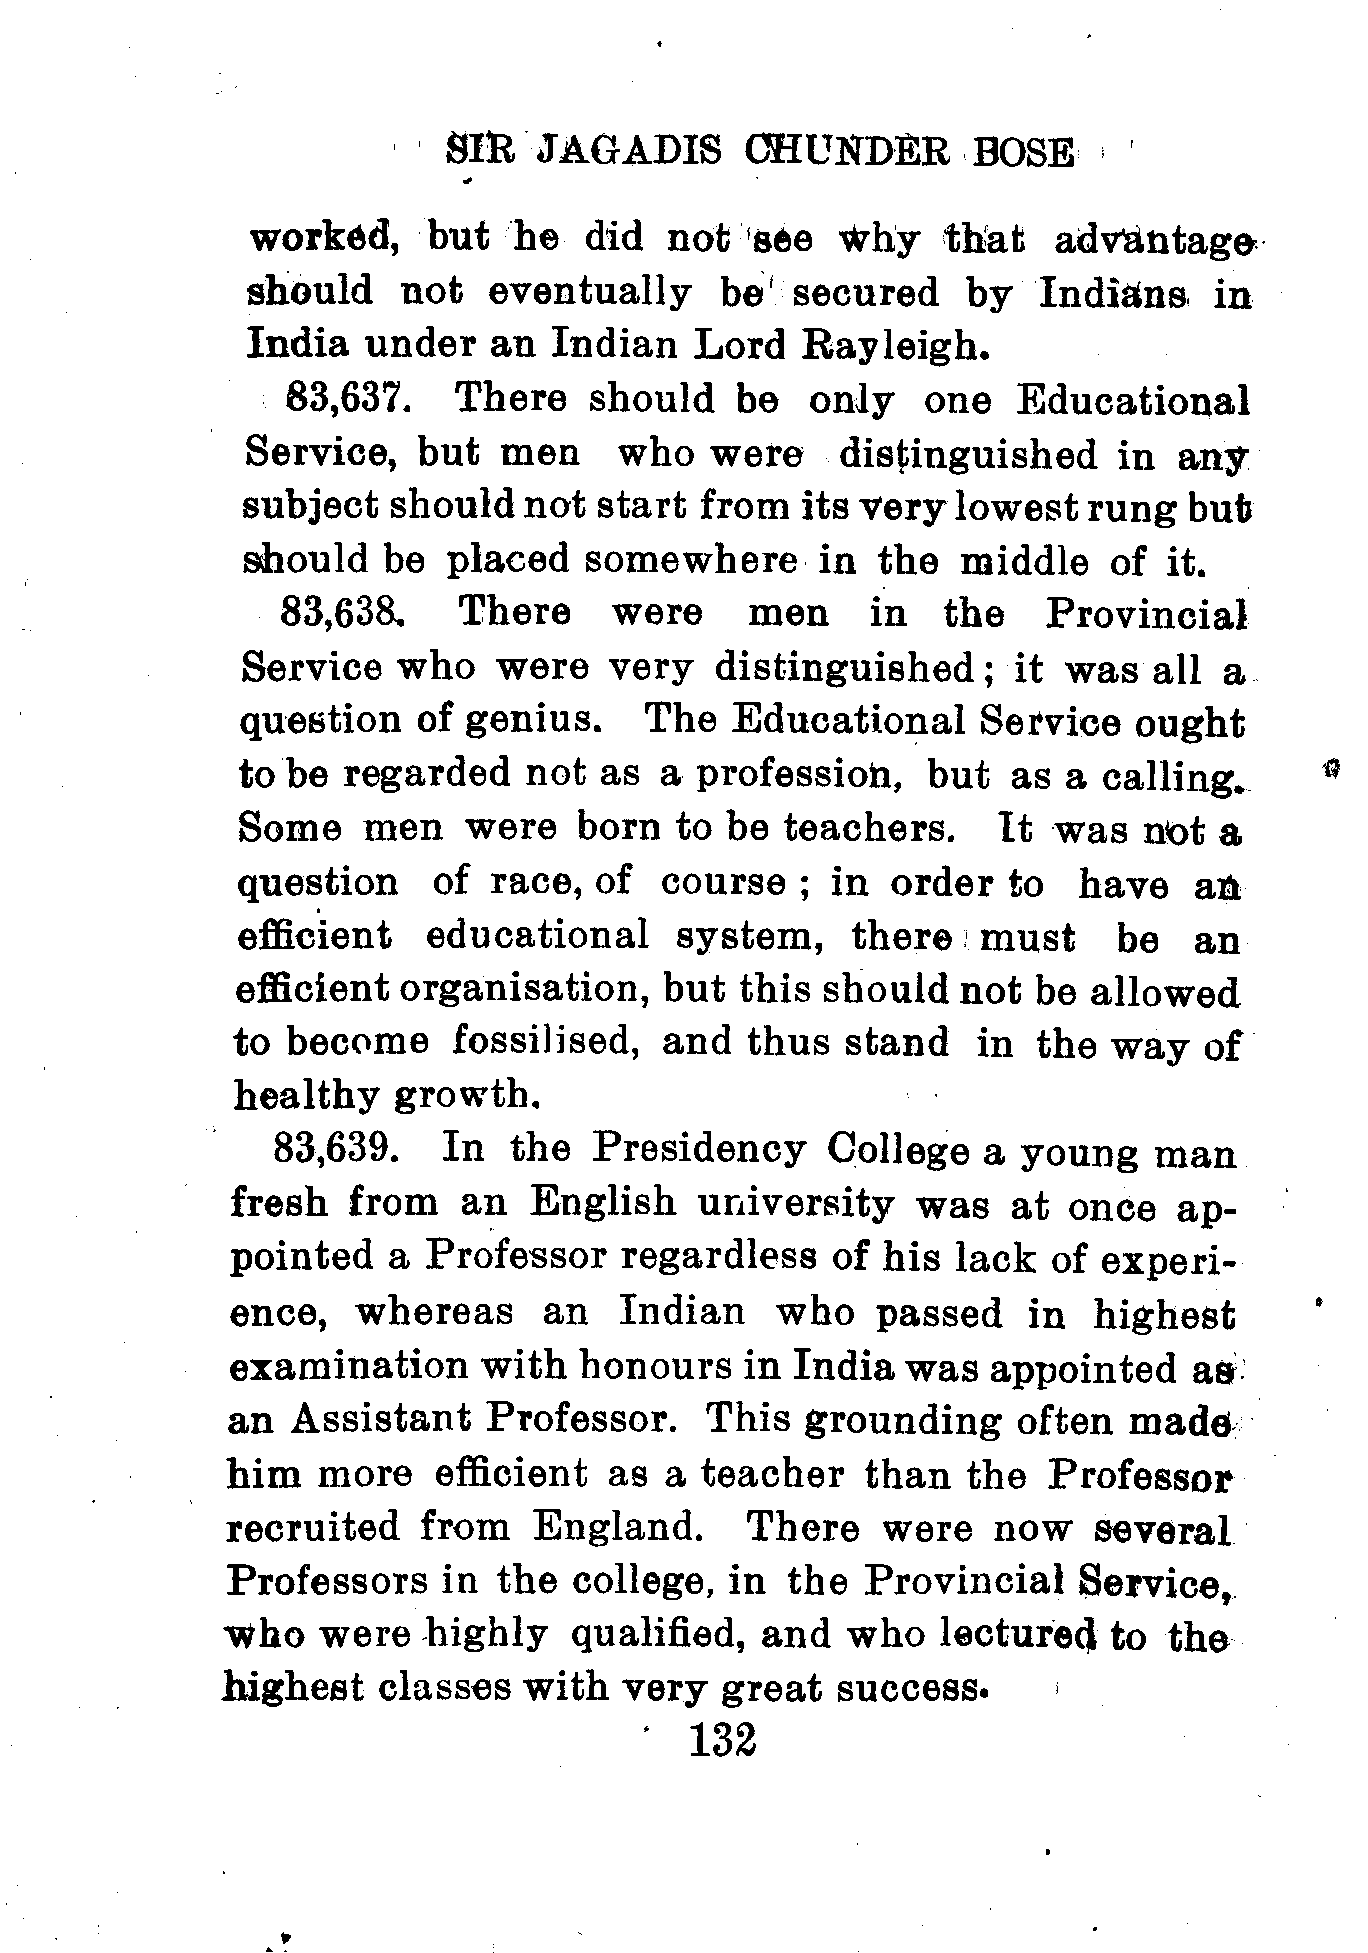 SIR JAGADIS CHUNDER BOSE
worked, but he did not see why that advantage
should not eventually be secured by Indians in
India under an Indian Lord Rayleigh.
83,637. There should be only one Educational
Service, but men who were distinguished in any
subject should not start from its very lowest rung but
should be placed somewhere in the middle of it.
83,638. There were men in the Provincial
Service who were very distinguished; it was all a
question of genius. The Educational Service ought
to be regarded not as a profession, but as a calling.
Some men were born to be teachers. It was not a
question of race, of course ; in order to have an
efficient educational system, there must be an
efficient organisation, but this should not be allowed
to become fossilised, and thus stand in the way of
healthy growth.
83,639. In the Presidency College a young man
fresh from an English university was at once ap-
pointed a Professor regardless of his lack of experi-
ence, whereas an Indian who passed in highest
examination with honours in India was appointed as
an Assistant Professor. This grounding often made
him more efficient as a teacher than the Professor
recruited from England. There were now several
Professors in the college, in the Provincial Service,
who were highly qualified, and who lectured to the
highest classes with very great success.
132